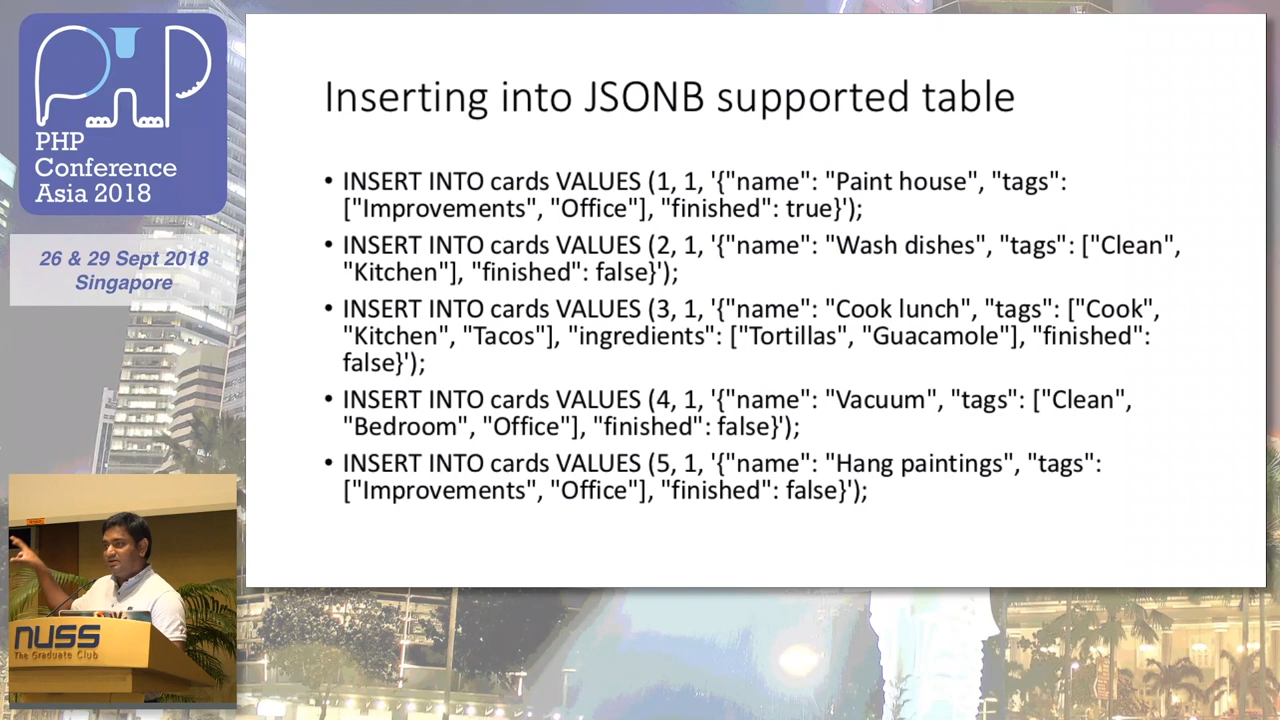 PHP
Conference
Asia 2018
26 & 29 Sept 2018
Singapore
Inserting into JSONB supported table
• INSERT INTO cards VALUES (1, 1, '{"name": "Paint house", "tags":
["Improvements", "Office"], "finished": true}');
• INSERT INTO cards VALUES (2, 1, '{"name": "Wash dishes", "tags": ["Clean",
"Kitchen"], "finished": false}');
• INSERT INTO cards VALUES (3, 1, '{"name": "Cook lunch", "tags": ["Cook",
"Kitchen", "Tacos"], "ingredients": ["Tortillas", "Guacamole"], "finished":
false}');
• INSERT INTO cards VALUES (4, 1, '{"name": "Vacuum", "tags": ["Clean",
"Bedroom", "Office"], "finished": false}');
• INSERT INTO cards VALUES (5, 1, '{"name": "Hang paintings", "tags":
["Improvements", "Office"], "finished": false}');
nuss
The Graduate Club